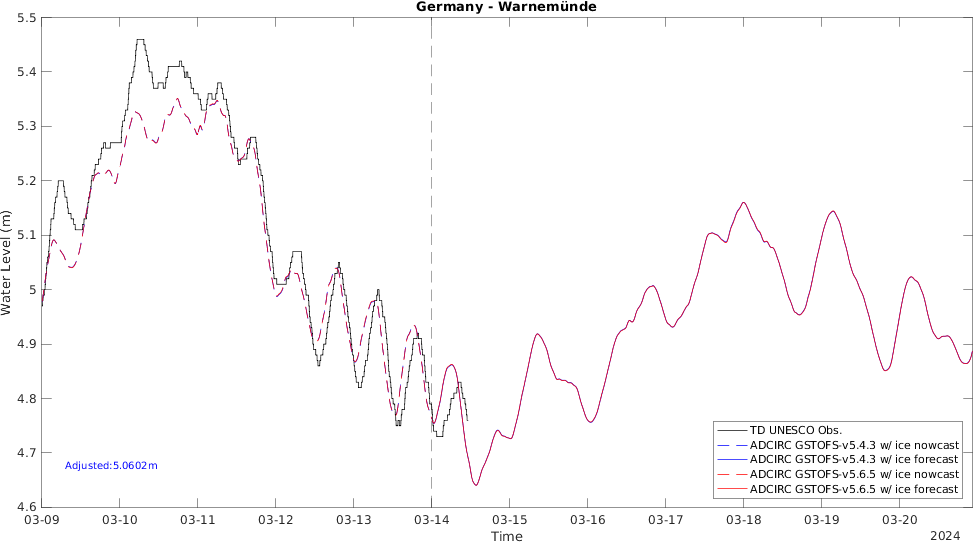 Germany - Warnemünde
5.5
5.4
5.3
5.2
5.1
5
4.9
4.8
4.7
4.6
Water Level (m)
Adjusted:5.0602m
TD UNESCO Obs.
ADCIRC GSTOFS-v5.4.3 w/ ice nowcast
ADCIRC GSTOFS-v5.4.3 w/ ice forecast
ADCIRC GSTOFS-v5.6.5 w/ ice nowcast
ADCIRC GSTOFS-v5.6.5 w/ ice forecast
03-09 03-10 03-11 03-12 03-13 03-14 03-15 03-16 03-17 03-18 03-19 03-20
Time
2024